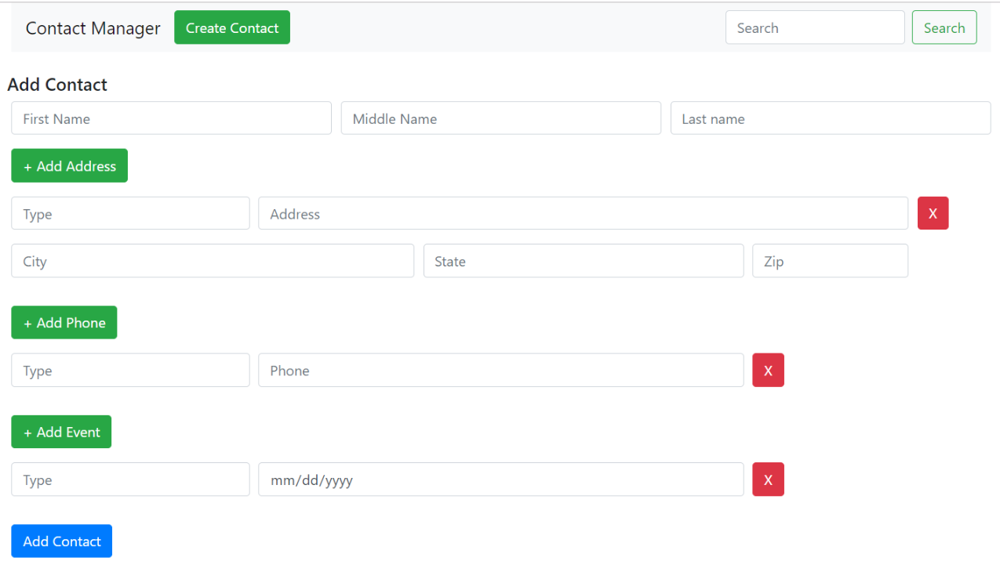 Contact Manager Create Contact Search Search
Add Contact
First Name Middle Name Last name
+ Add Address
Type Address X
City State Zip
+ Add Phone
Type Phone X
+ Add Event
Type mm/dd/yyyy X
Add Contact